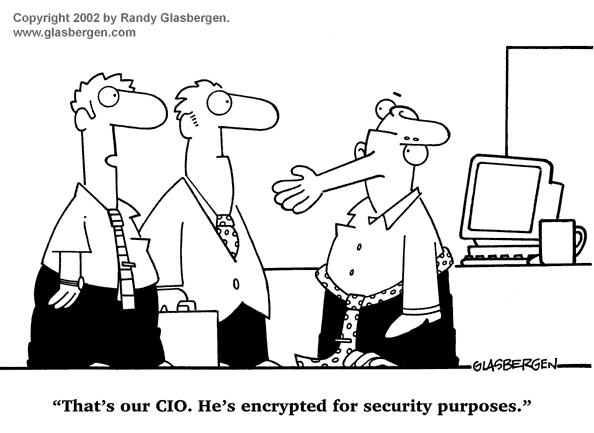 Copyright 2002 by Randy Glasbergen.
www.glasbergen.com
GLASBERGEN
“That’s our CIO. He’s encrypted for security purposes.”